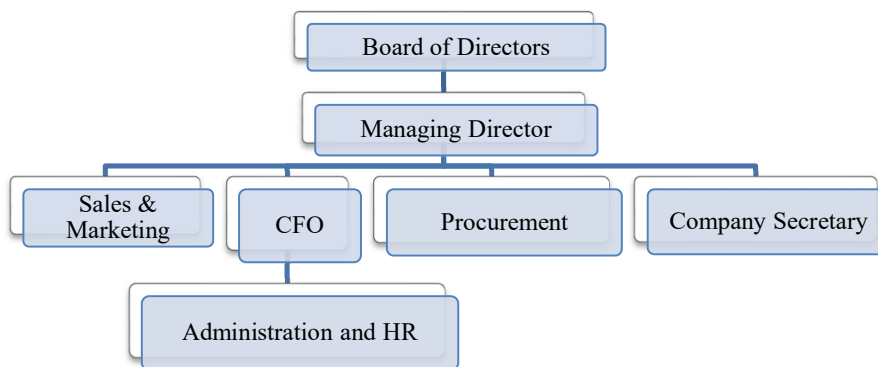 Board of Directors
Managing Director
Sales &
Marketing
CFO
Procurement
Company Secretary
Administration and HR